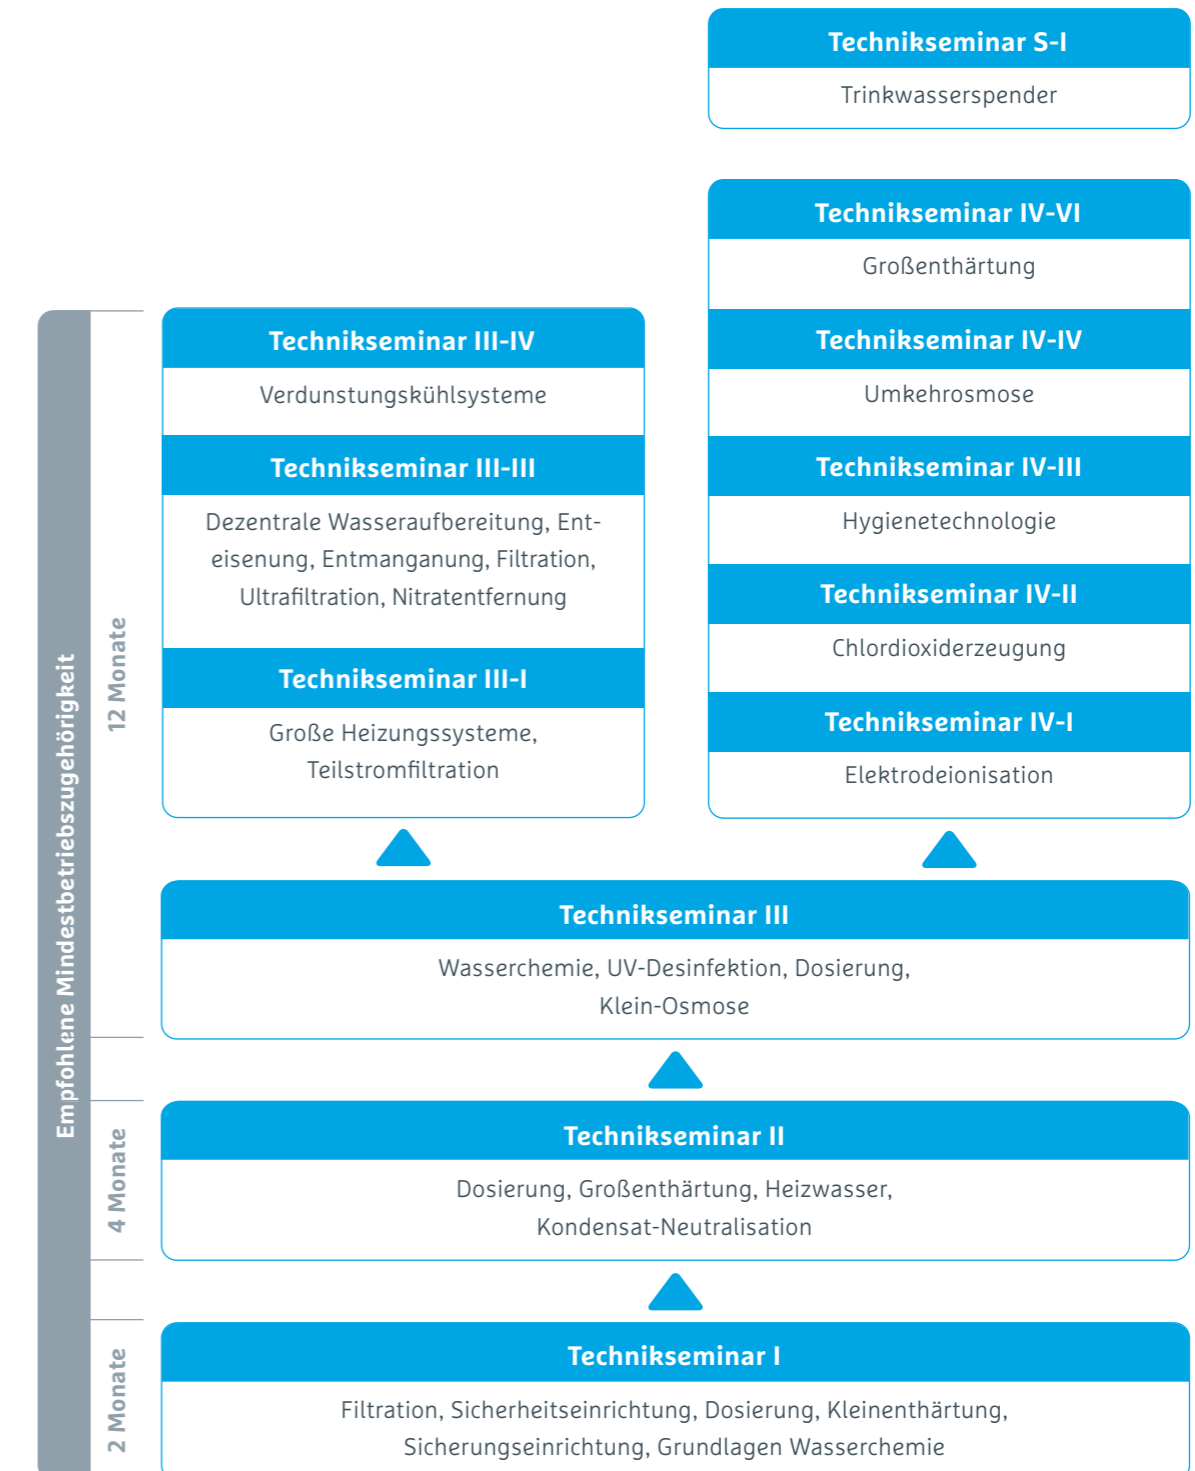 Technikseminar S-I
Trinkwasserspender
Technikseminar IV-VI
Großenthärtung
Technikseminar IV-IV
Umkehrosmose
Technikseminar IV-III
Hygienetechnologie
Technikseminar IV-II
Chlordioxiderzeugung
Technikseminar IV-I
Elektrodeionisation
Technikseminar III-IV
Verdunstungskühlsysteme
Technikseminar III-III
Dezentrale Wasseraufbereitung, Ent-
eisenung, Entmanganung, Filtration,
Ultrafiltration, Nitratentfernung
Technikseminar III-I
Große Heizungssysteme,
Teilstromfiltration
Empfohlene Mindestbetriebszugehörigkeit
12 Monate
Technikseminar III
Wasserchemie, UV-Desinfektion, Dosierung,
Klein-Osmose
4 Monate
Technikseminar II
Dosierung, Großenthärtung, Heizwasser,
Kondensat-Neutralisation
2 Monate
Technikseminar I
Filtration, Sicherheitseinrichtung, Dosierung, Kleinenthärtung,
Sicherungseinrichtung, Grundlagen Wasserchemie